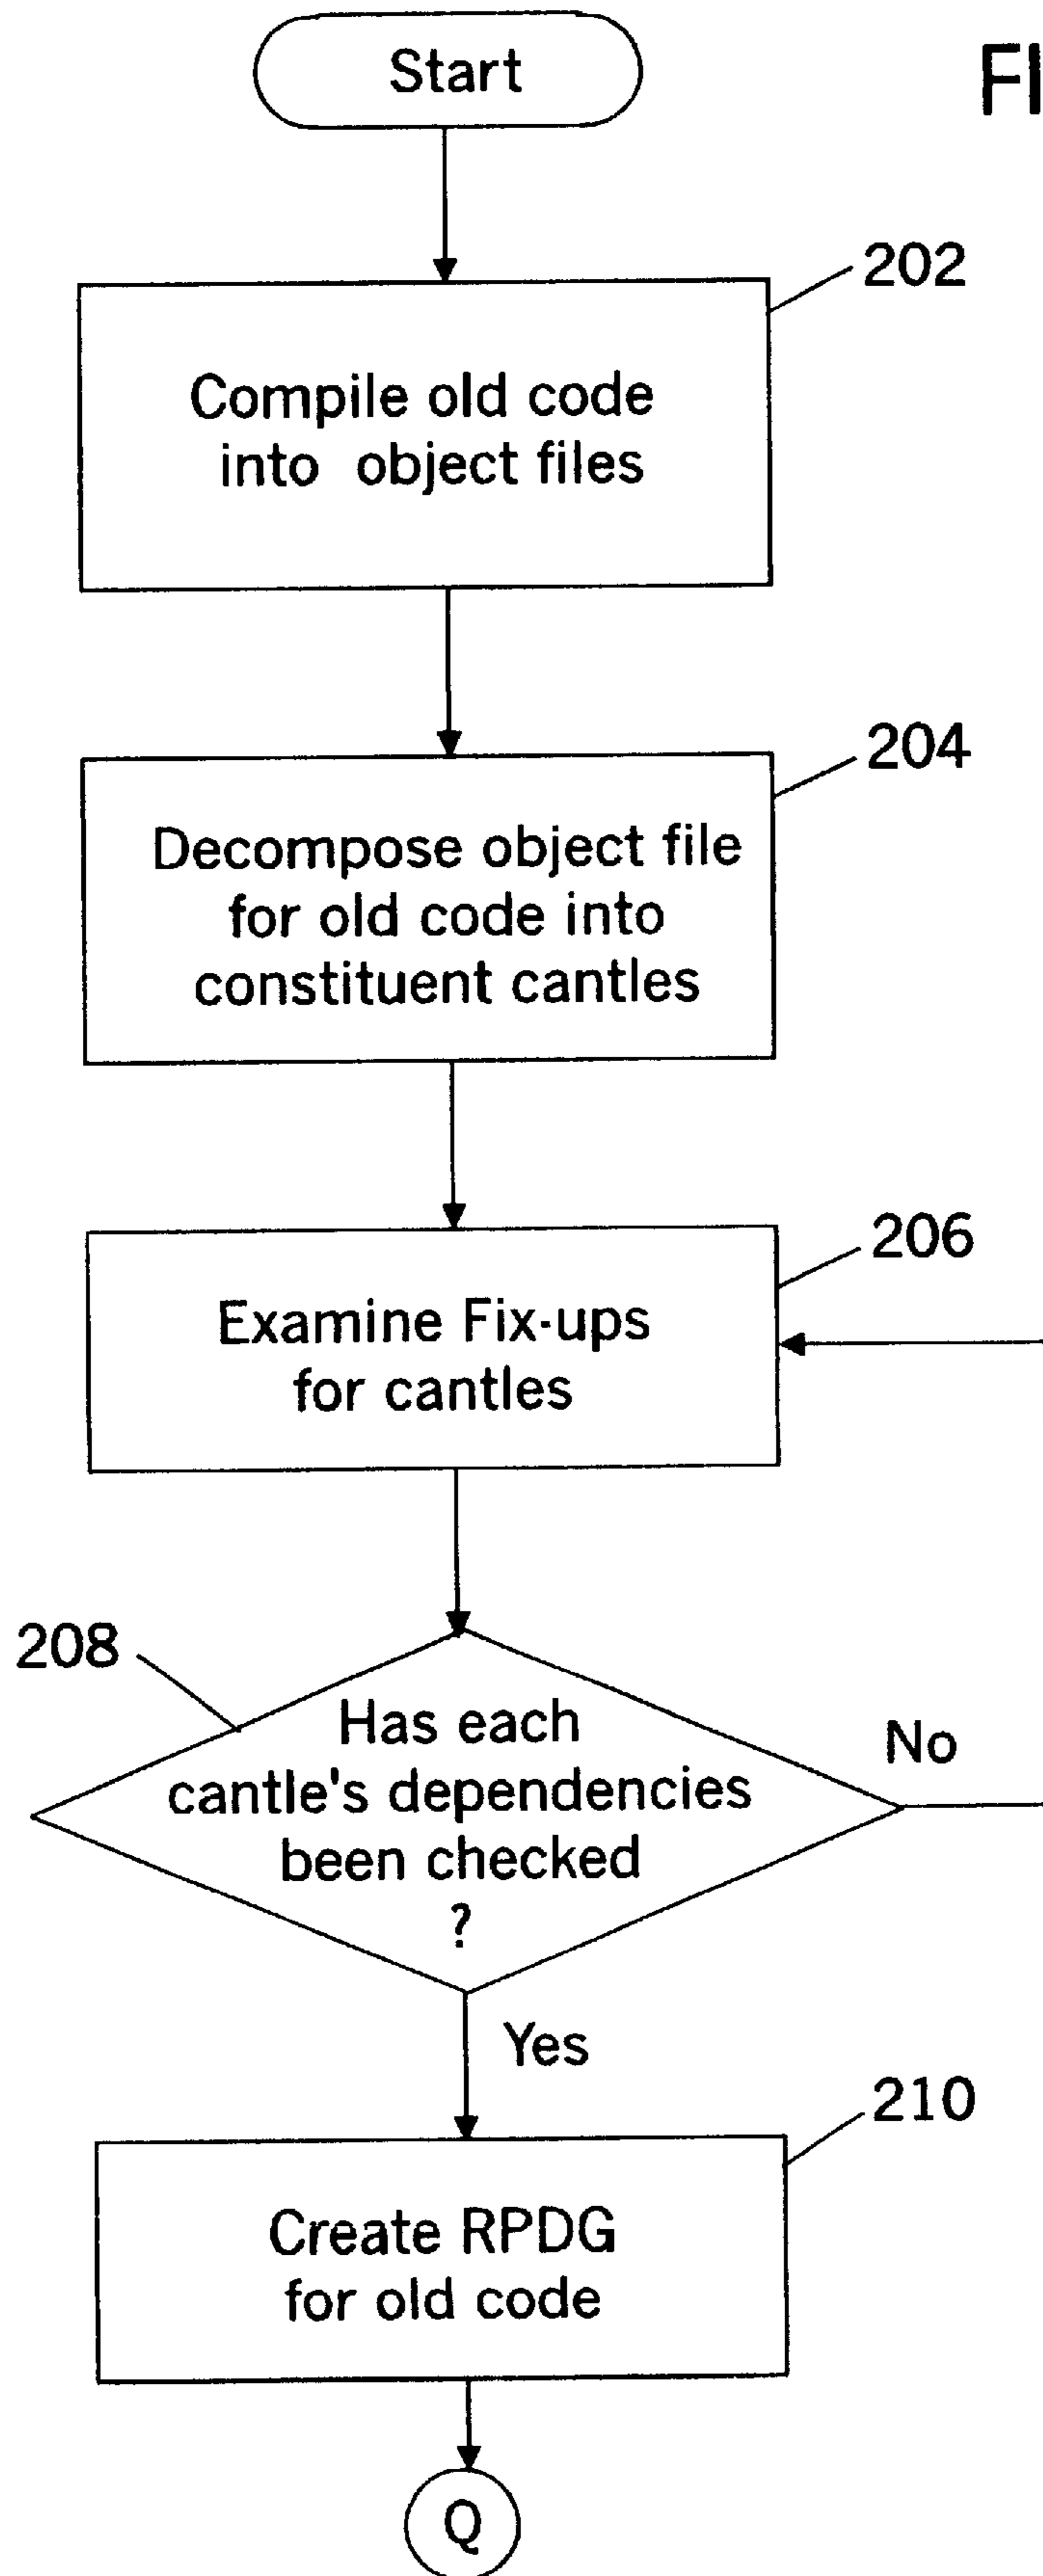 Start
FI
202
Compile old code
into object files
204
Decompose object file
for old code into
constituent cantles
206
Examine Fix-ups
for cantles
208
Has each
cantle's dependencies
been checked
?
No
Yes
210
Create RPDG
for old code
Q